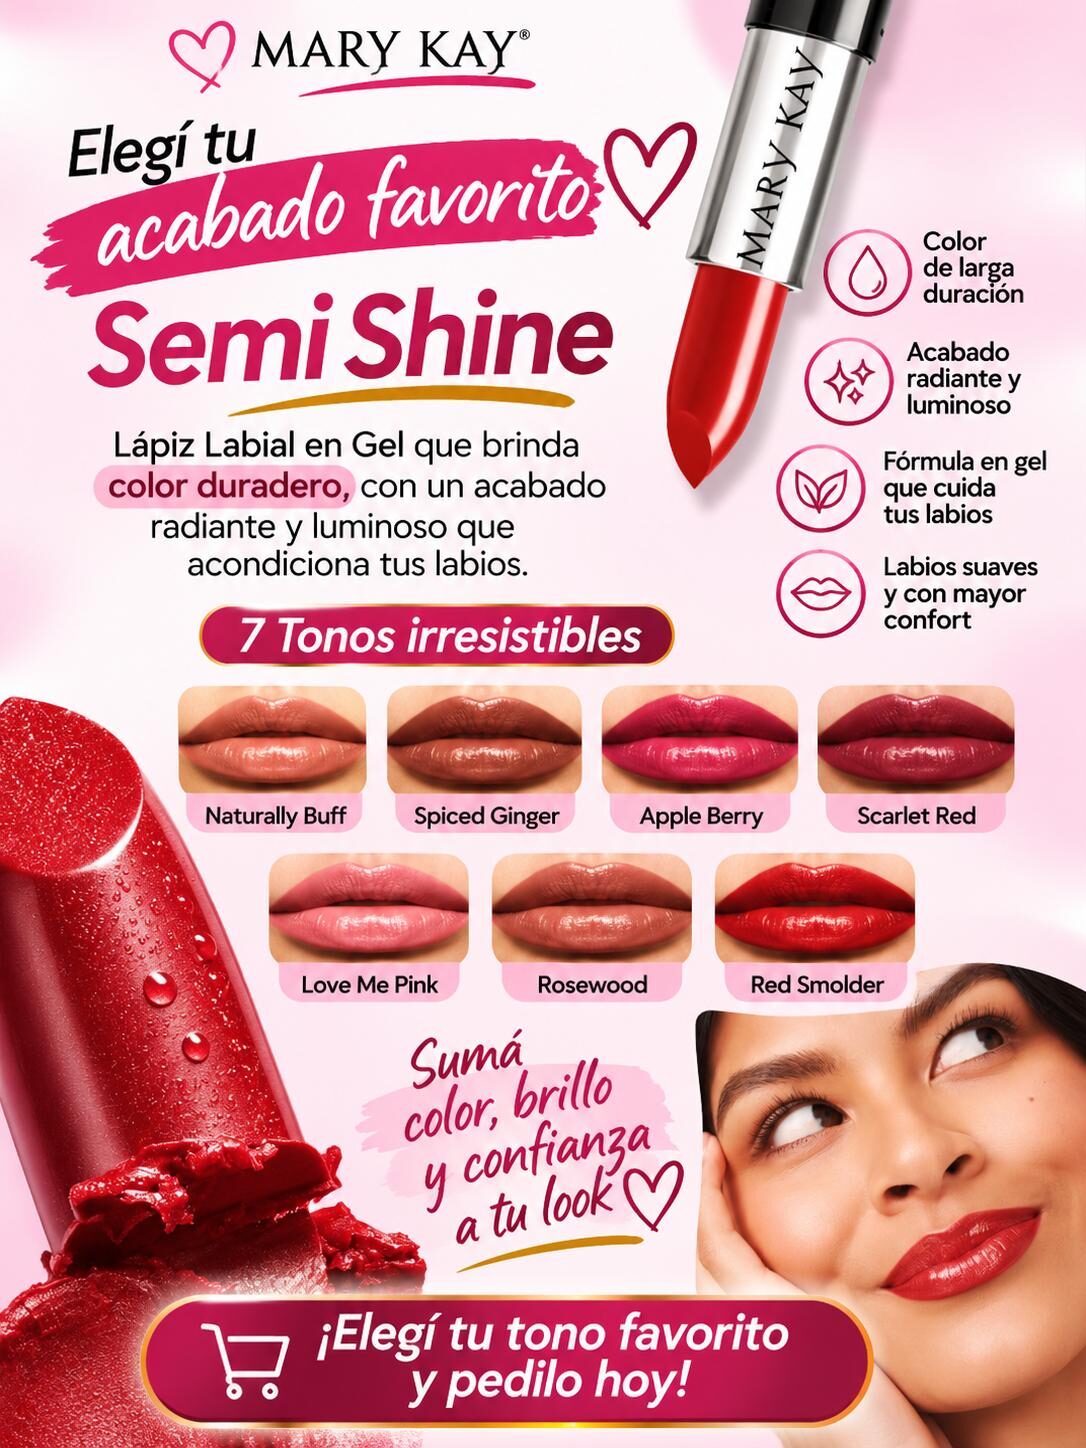 MARY KAY®
Elegí tu
acabado favorito
Semi Shine
Lápiz Labial en Gel que brinda
color duradero, con un acabado
radiante y luminoso que
acondiciona tus labios.
MARY KAY
Color
de larga
duración
Acabado
radiante y
luminoso
Fórmula en gel
que cuida
tus labios
Labios suaves
y con mayor
confort
7 Tonos irresistibles
Naturally Buff
Spiced Ginger
Apple Berry
Scarlet Red
Love Me Pink
Rosewood
Red Smolder
Sumá
color, brillo
y confianza
a tu look
¡Elegí tu tono favorito
y pedilo hoy!